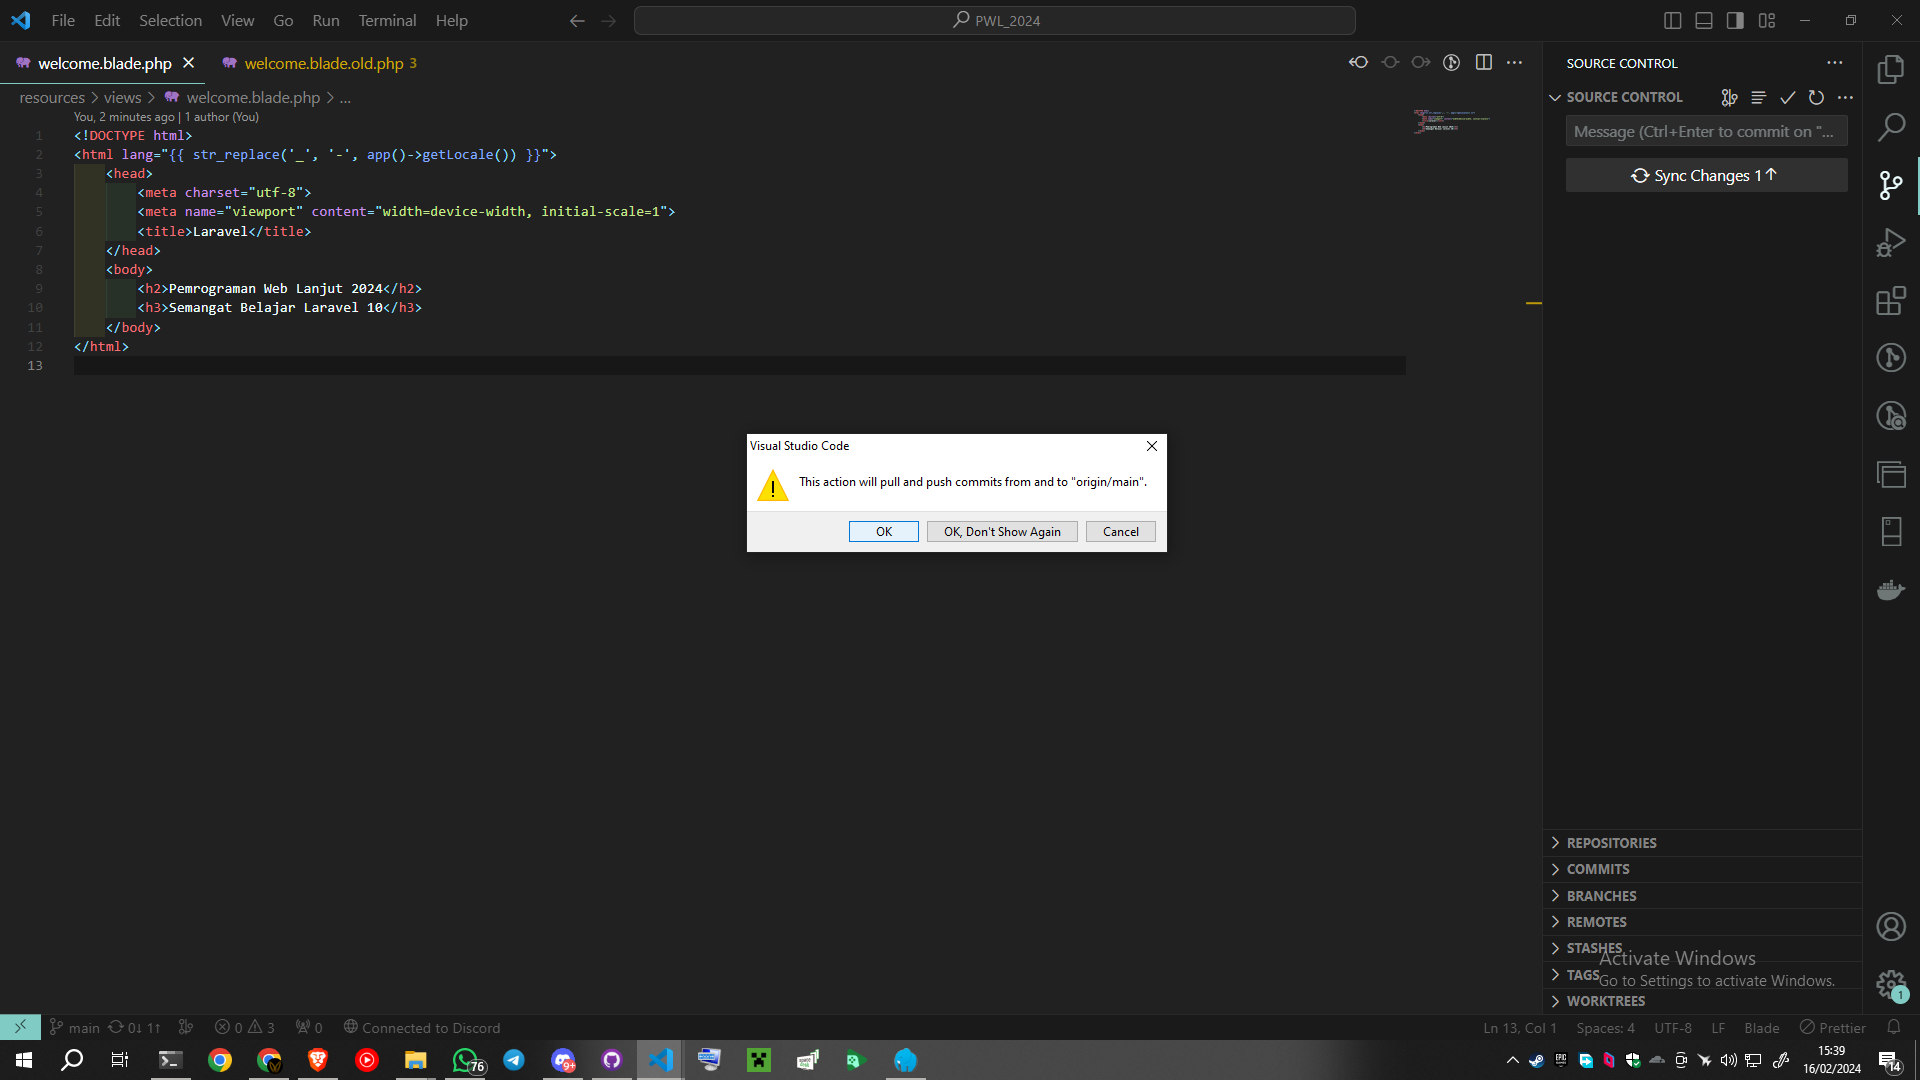 File Edit Selection View Go Run Terminal Help
PWL_2024
welcome.blade.php
welcome.blade.old.php 3
resources > views > welcome.blade.php > ...
You, 2 minutes ago | 1 author (You)
1 <!DOCTYPE html>
2 <html lang="{{ str_replace('_', '-', app()->getLocale()) }}">
3 <head>
4 <meta charset="utf-8">
5 <meta name="viewport" content="width=device-width, initial-scale=1">
6 <title>Laravel</title>
7 </head>
8 <body>
9 <h2>Pemrograman Web Lanjut 2024</h2>
10 <h3>Semangat Belajar Laravel 10</h3>
11 </body>
12 </html>
13
SOURCE CONTROL
SOURCE CONTROL
Message (Ctrl+Enter to commit on "...
Sync Changes 1↑
Visual Studio Code
This action will pull and push commits from and to "origin/main".
OK
OK, Don't Show Again
Cancel
REPOSITORIES
COMMITS
BRANCHES
REMOTES
STASHES
TAGS
WORKTREES
Activate Windows
Go to Settings to activate Windows.
1
main 0↓ 1↑ 0 3 0 Connected to Discord
Ln 13, Col 1 Spaces: 4 UTF-8 LF Blade Prettier
76
9+
15:39
16/02/2024
14